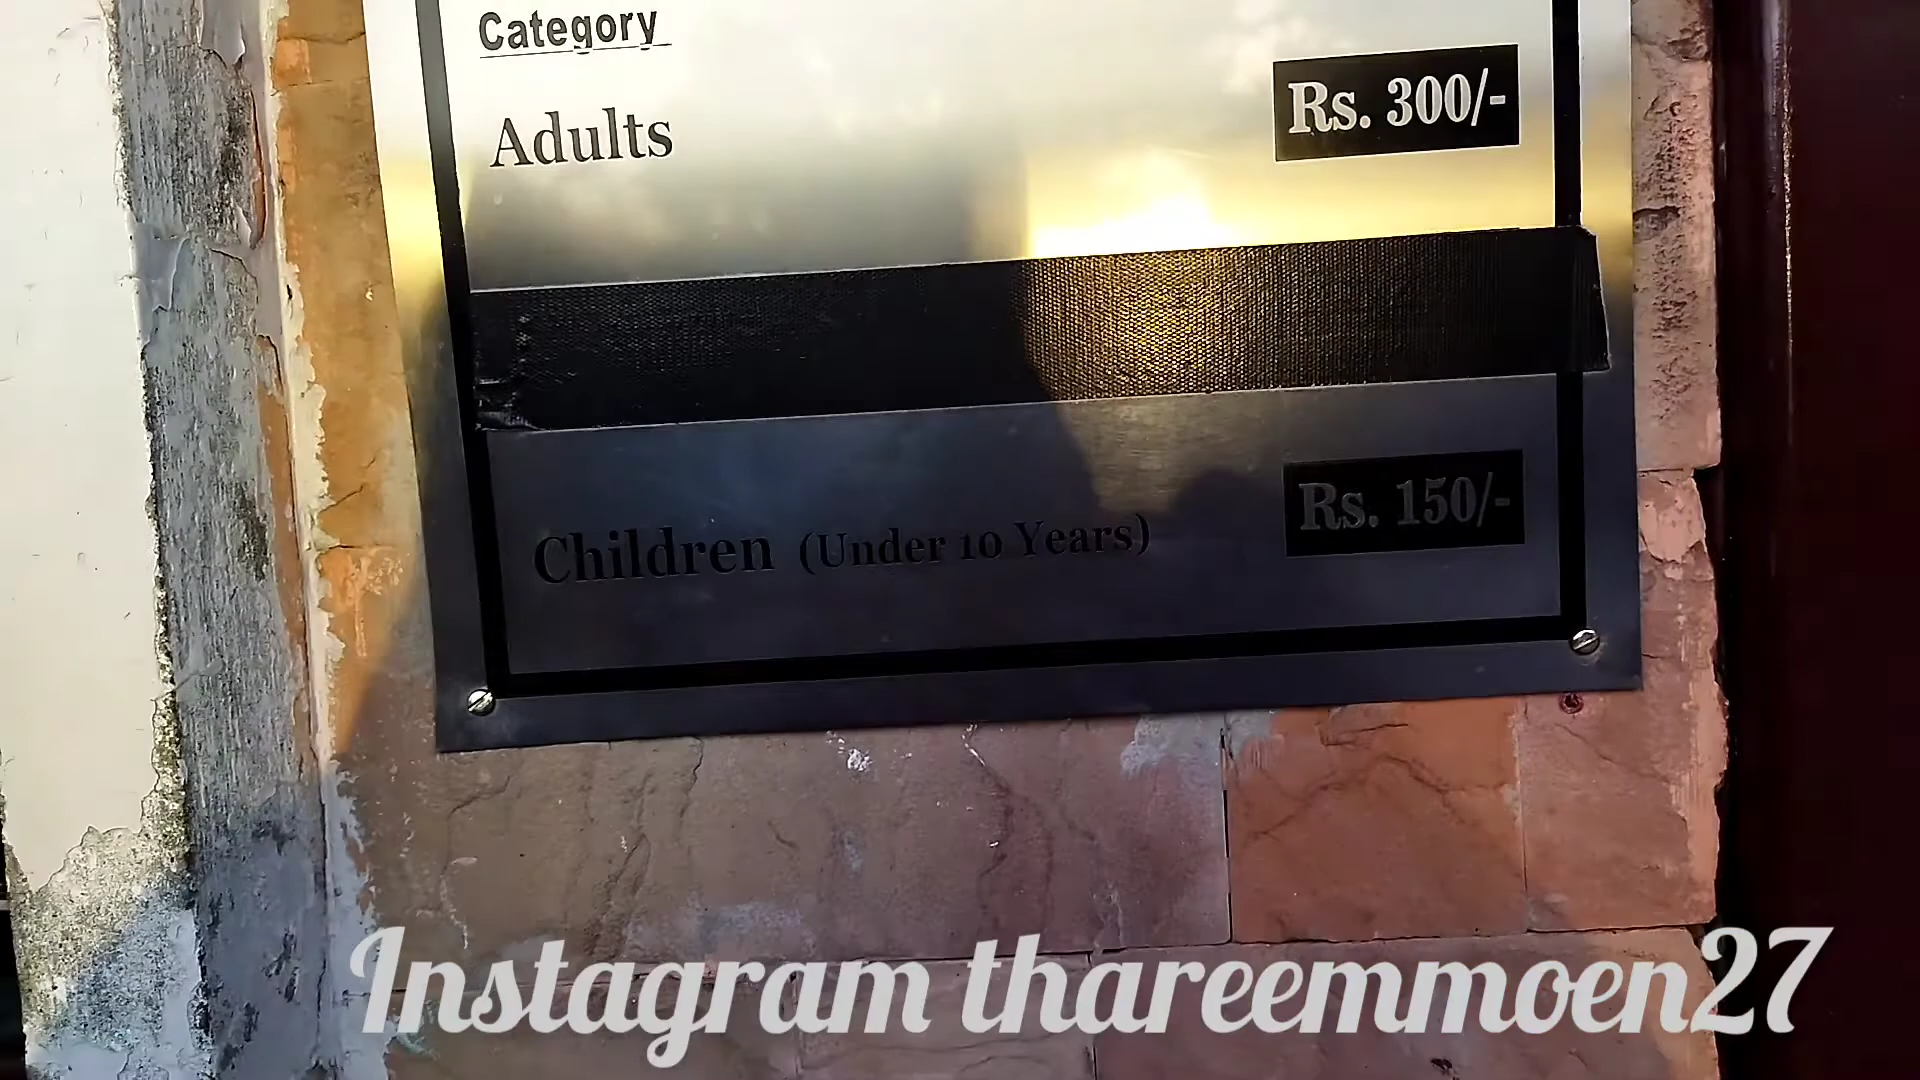 Category
Adults Rs. 300/-
Children (Under 10 Years) Rs. 150/-
Instagram thareemmoen27